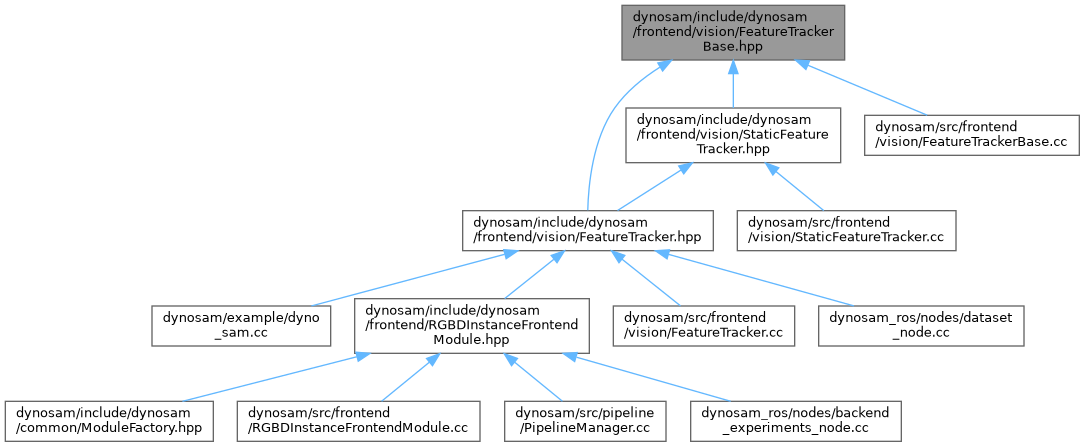 dynosam/include/dynosam
/frontend/vision/FeatureTracker
Base.hpp
dynosam/include/dynosam
/frontend/vision/StaticFeature
Tracker.hpp
dynosam/src/frontend
/vision/FeatureTrackerBase.cc
dynosam/include/dynosam
/frontend/vision/FeatureTracker.hpp
dynosam/src/frontend
/vision/StaticFeatureTracker.cc
dynosam/example/dyno
_sam.cc
dynosam/include/dynosam
/frontend/RGBDInstanceFrontend
Module.hpp
dynosam/src/frontend
/vision/FeatureTracker.cc
dynosam_ros/nodes/dataset
_node.cc
dynosam/include/dynosam
/common/ModuleFactory.hpp
dynosam/src/frontend
/RGBDInstanceFrontendModule.cc
dynosam/src/pipeline
/PipelineManager.cc
dynosam_ros/nodes/backend
_experiments_node.cc